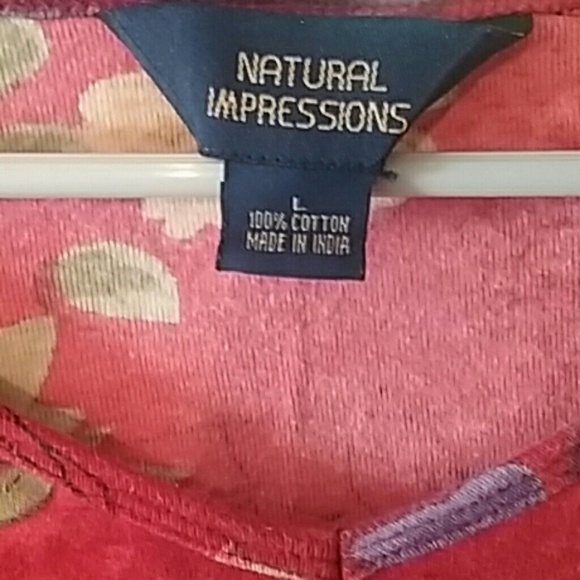 NATURAL
IMPRESSIONS
L
100% COTTON
MADE IN INDIA